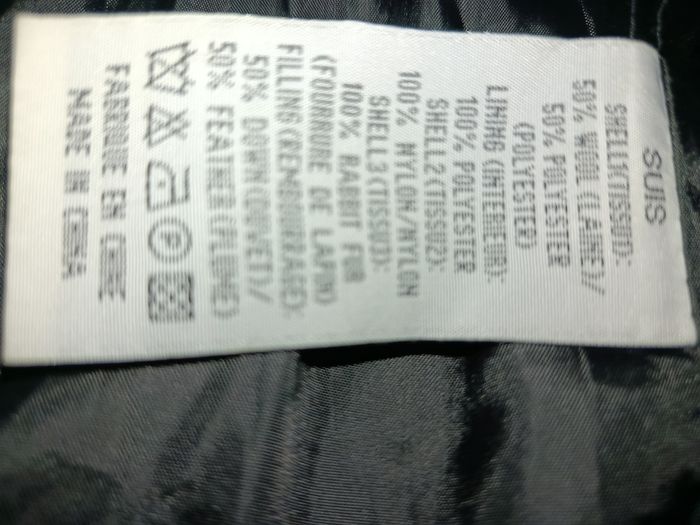 SUIS
SHELL1(TISSU):
50% WOOL (LAINE)/
50% POLYESTER
(POLYESTER)
LINING (INTERIEUR):
100% POLYESTER
SHELL2(TISSU2):
100% NYLON/NYLON
SHELL3(TISSU3):
100% RABBIT FUR
(FOURRURE DE LAPIN)
FILLING(REMBOURRAGE):
50% DOWN(DUVET)/
50% FEATHER(PLUME)
P
FABRIQUE EN CHINE
MADE IN CHINA